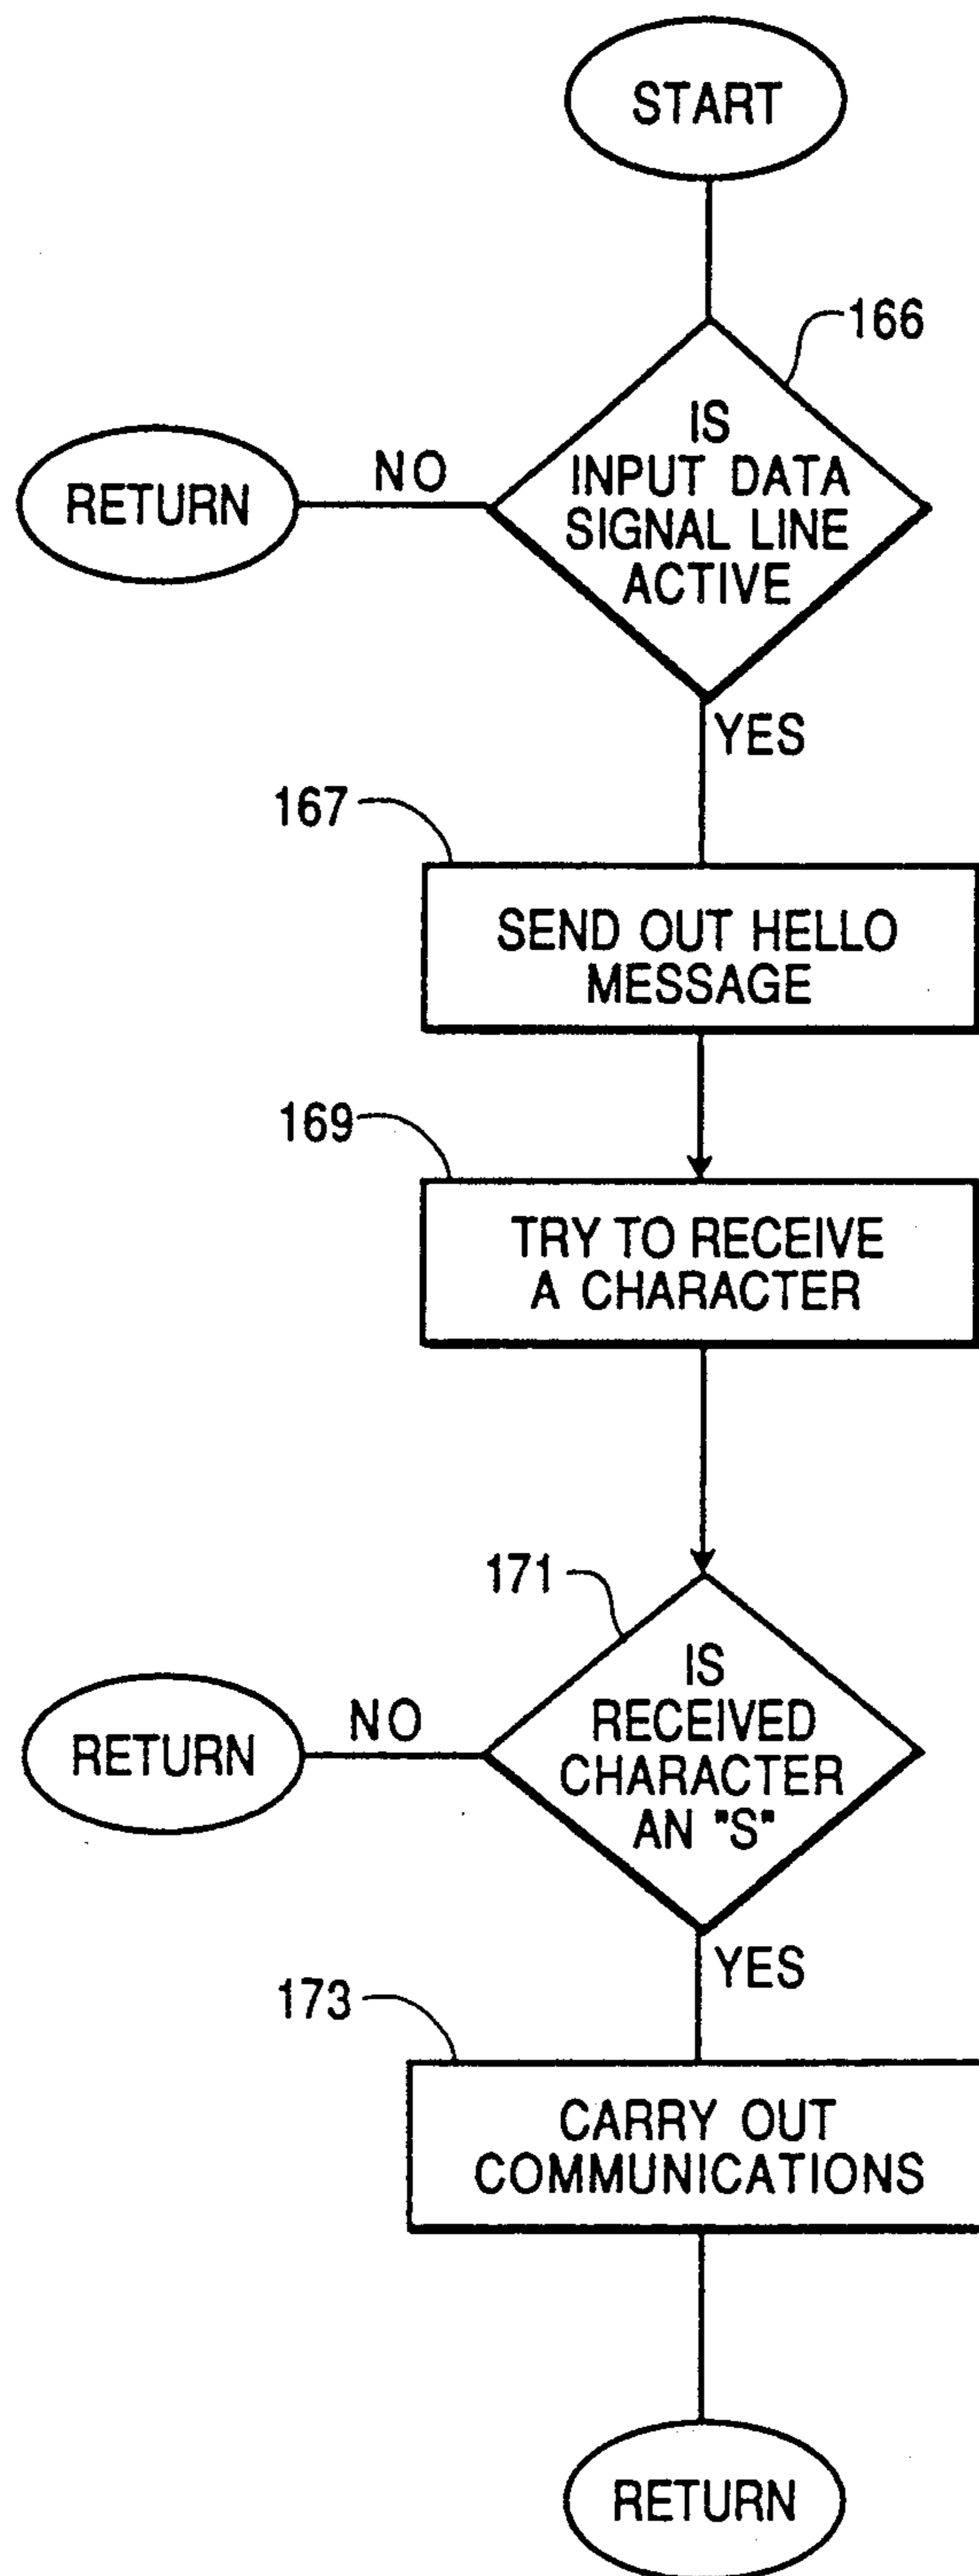 START
166
IS
INPUT DATA
SIGNAL LINE
ACTIVE
NO
RETURN
YES
167
SEND OUT HELLO
MESSAGE
169
TRY TO RECEIVE
A CHARACTER
171
IS
RECEIVED
CHARACTER
AN "S"
NO
RETURN
YES
173
CARRY OUT
COMMUNICATIONS
RETURN